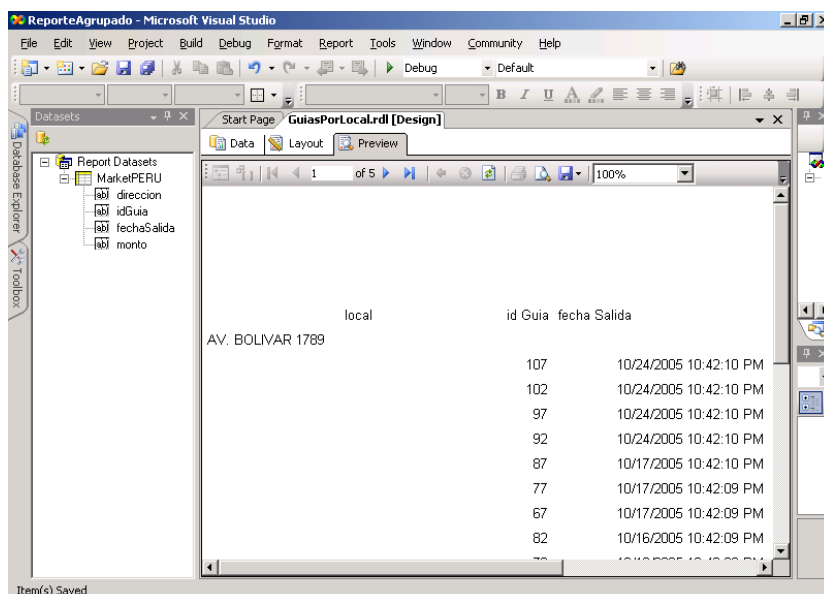 ReporteAgrupado - Microsoft Visual Studio
File Edit View Project Build Debug Format Report Tools Window Community Help
Debug Default
B I U A
Datasets
Start Page GuiasPorLocal.rdl [Design]
Data Layout Preview
1 of 5 100%
Database Explorer
Toolbox
Report Datasets
MarketPERU
direccion
idGuia
fechaSalida
monto
local id Guia fecha Salida
AV. BOLIVAR 1789
107 10/24/2005 10:42:10 PM
102 10/24/2005 10:42:10 PM
97 10/24/2005 10:42:10 PM
92 10/24/2005 10:42:10 PM
87 10/17/2005 10:42:10 PM
77 10/17/2005 10:42:09 PM
67 10/17/2005 10:42:09 PM
82 10/16/2005 10:42:09 PM
Item(s) Saved